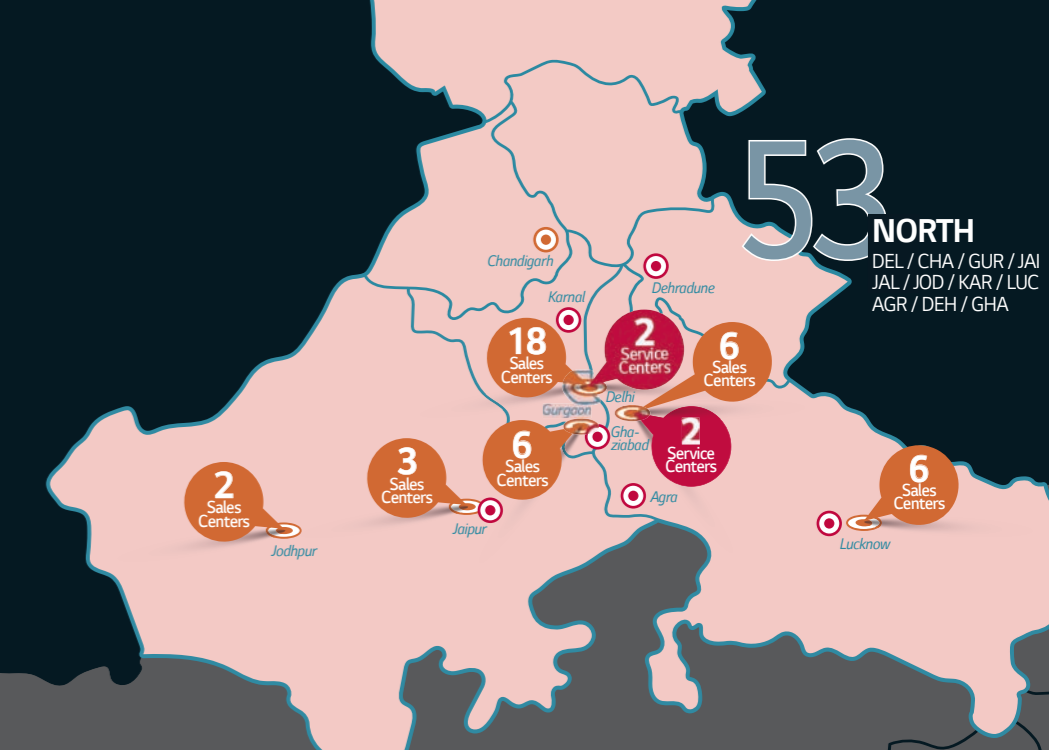 53
NORTH
DEL / CHA / GUR / JAI
JAL / JOD / KAR / LUC
AGR / DEH / GHA
Chandigarh
Dehradune
Karnal
18
Sales
Centers
2
Service
Centers
6
Sales
Centers
Delhi
Gurgaon
Gha-
ziabad
6
Sales
Centers
2
Service
Centers
3
Sales
Centers
2
Sales
Centers
6
Sales
Centers
Agra
Jaipur
Lucknow
Jodhpur